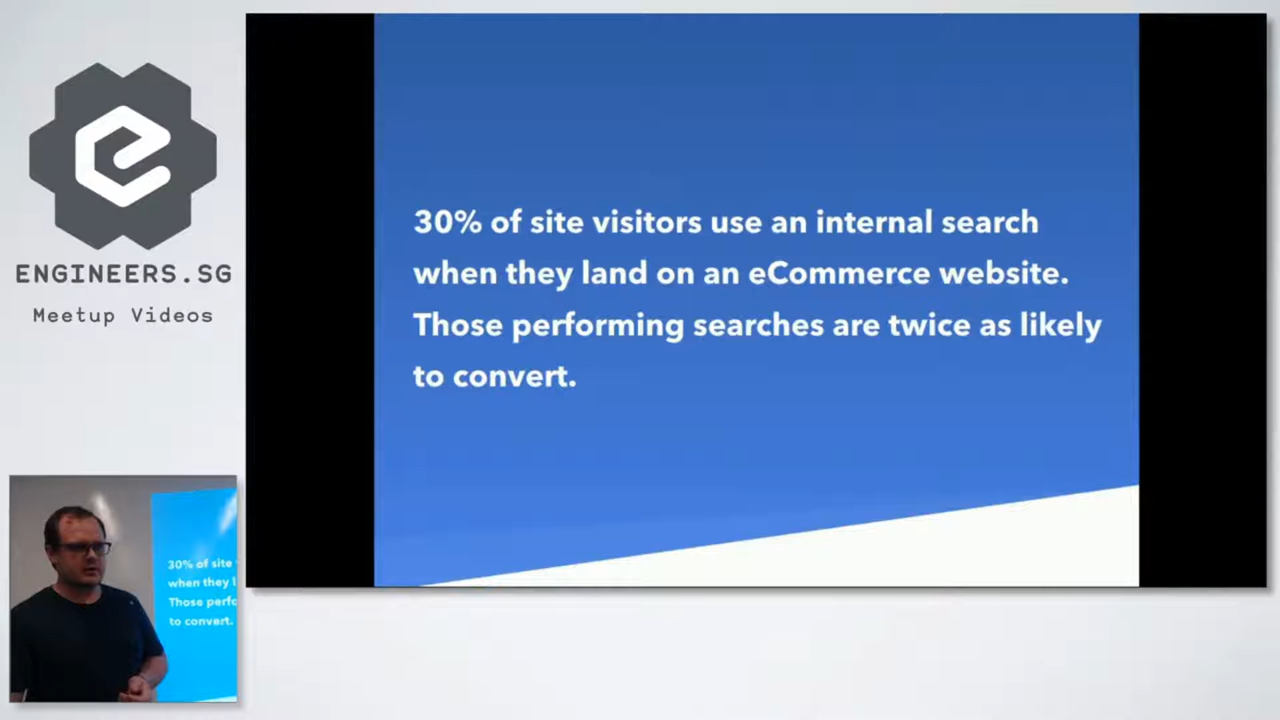 ENGINEERS.SG
Meetup Videos
30% of site visitors use an internal search
when they land on an eCommerce website.
Those performing searches are twice as likely
to convert.
30% of site
when they l
Those perfo
to convert.